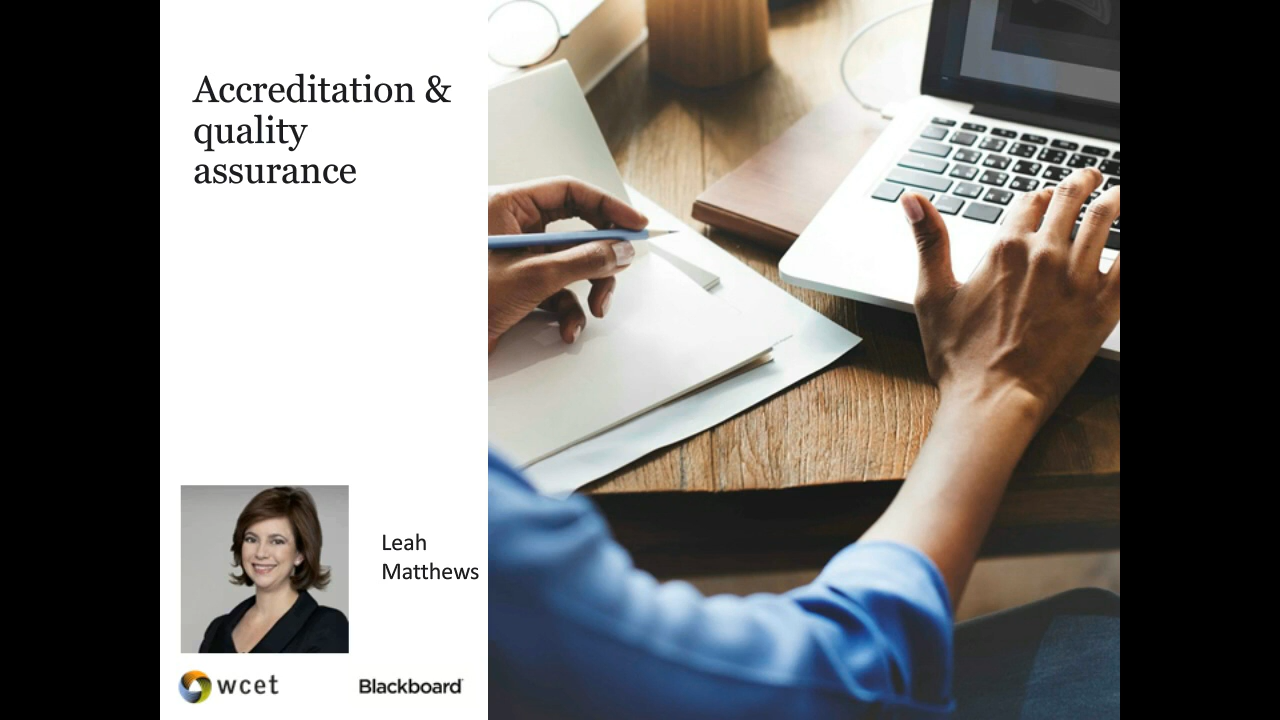 Accreditation &
quality
assurance
Leah
Matthews
wcet
Blackboard